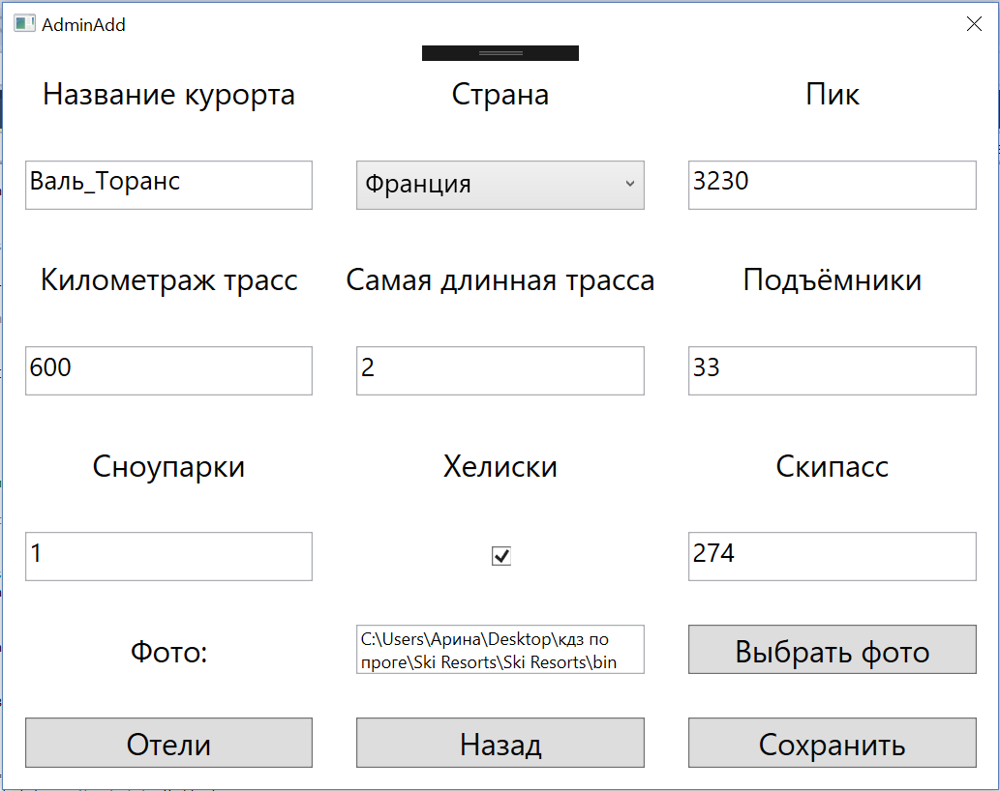 AdminAdd
Название курорта
Страна
Пик
Валь_Торанс
Франция
3230
Километраж трасс
Самая длинная трасса
Подъёмники
600
2
33
Сноупарки
Хелиски
Скипасс
1
274
Фото:
C:\Users\Арина\Desktop\кдз по
проге\Ski Resorts\Ski Resorts\bin
Выбрать фото
Отели
Назад
Сохранить